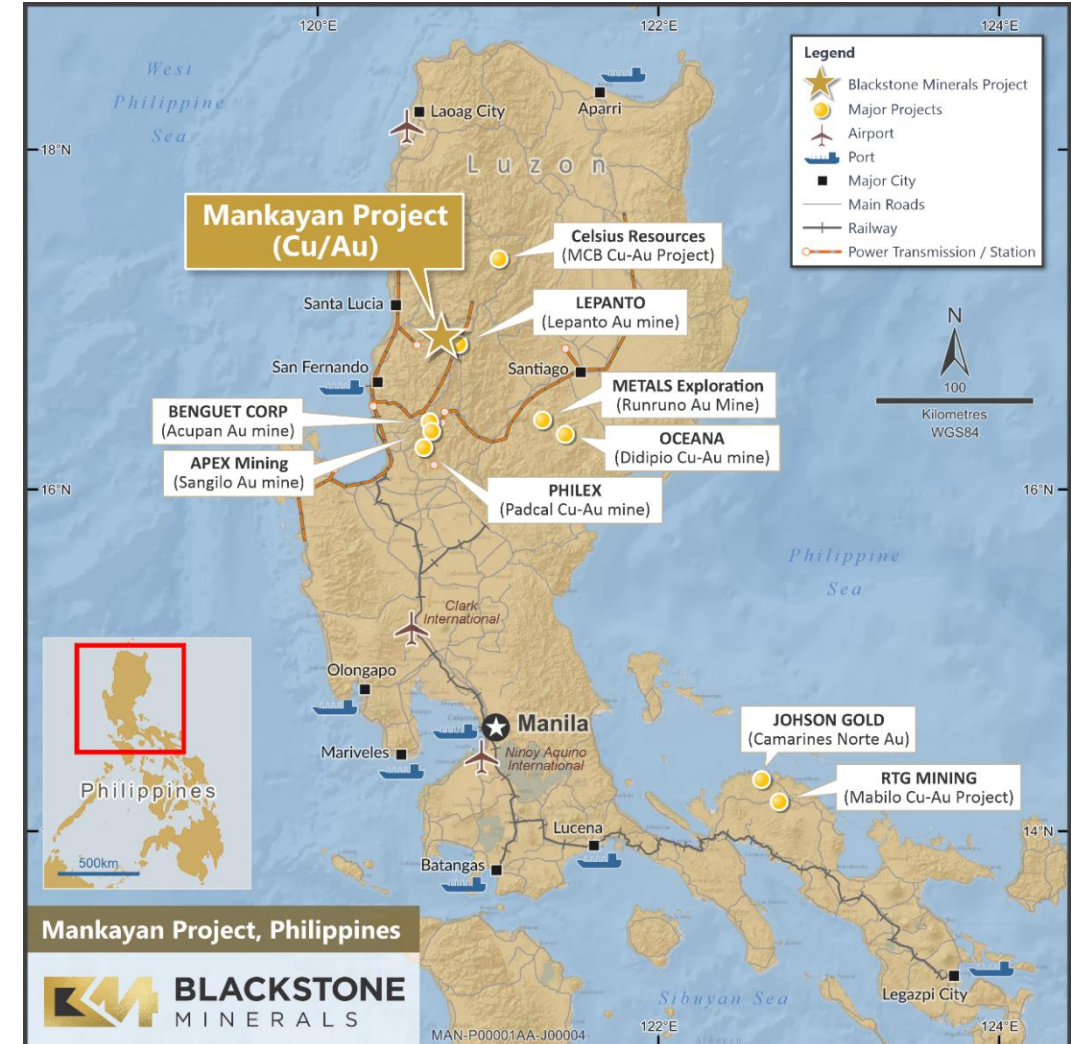 120°E
122°E
124°E
West
Philippine
Sea
Laoag City
Aparri
Legend
Blackstone Minerals Project
Major Projects
Airport
Port
Major City
Main Roads
Railway
Power Transmission / Station
18°N
Luzon
Mankayan Project
(Cu/Au)
Celsius Resources
(MCB Cu-Au Project)
Santa Lucia
LEPANTO
(Lepanto Au mine)
San Fernando
Santiago
N
100
Kilometres
WGS84
METALS Exploration
(Runruno Au Mine)
BENGUET CORP
(Acupan Au mine)
OCEANA
(Didipio Cu-Au mine)
APEX Mining
(Sangilo Au mine)
PHILEX
(Padcal Cu-Au mine)
16°N
16°N
Philippine
Sea
Clark
International
Olongapo
Manila
Mariveles
Ninoy Aquino
International
JOHSON GOLD
(Camarines Norte Au)
RTG MINING
(Mabilo Cu-Au Project)
Philippines
500km
Lucena
14°N
Batangas
Mankayan Project, Philippines
BLACKSTONE
MINERALS
Legazpi City
Sibuyan Sea
MAN-P00001AA-J00004
122°E
124°E